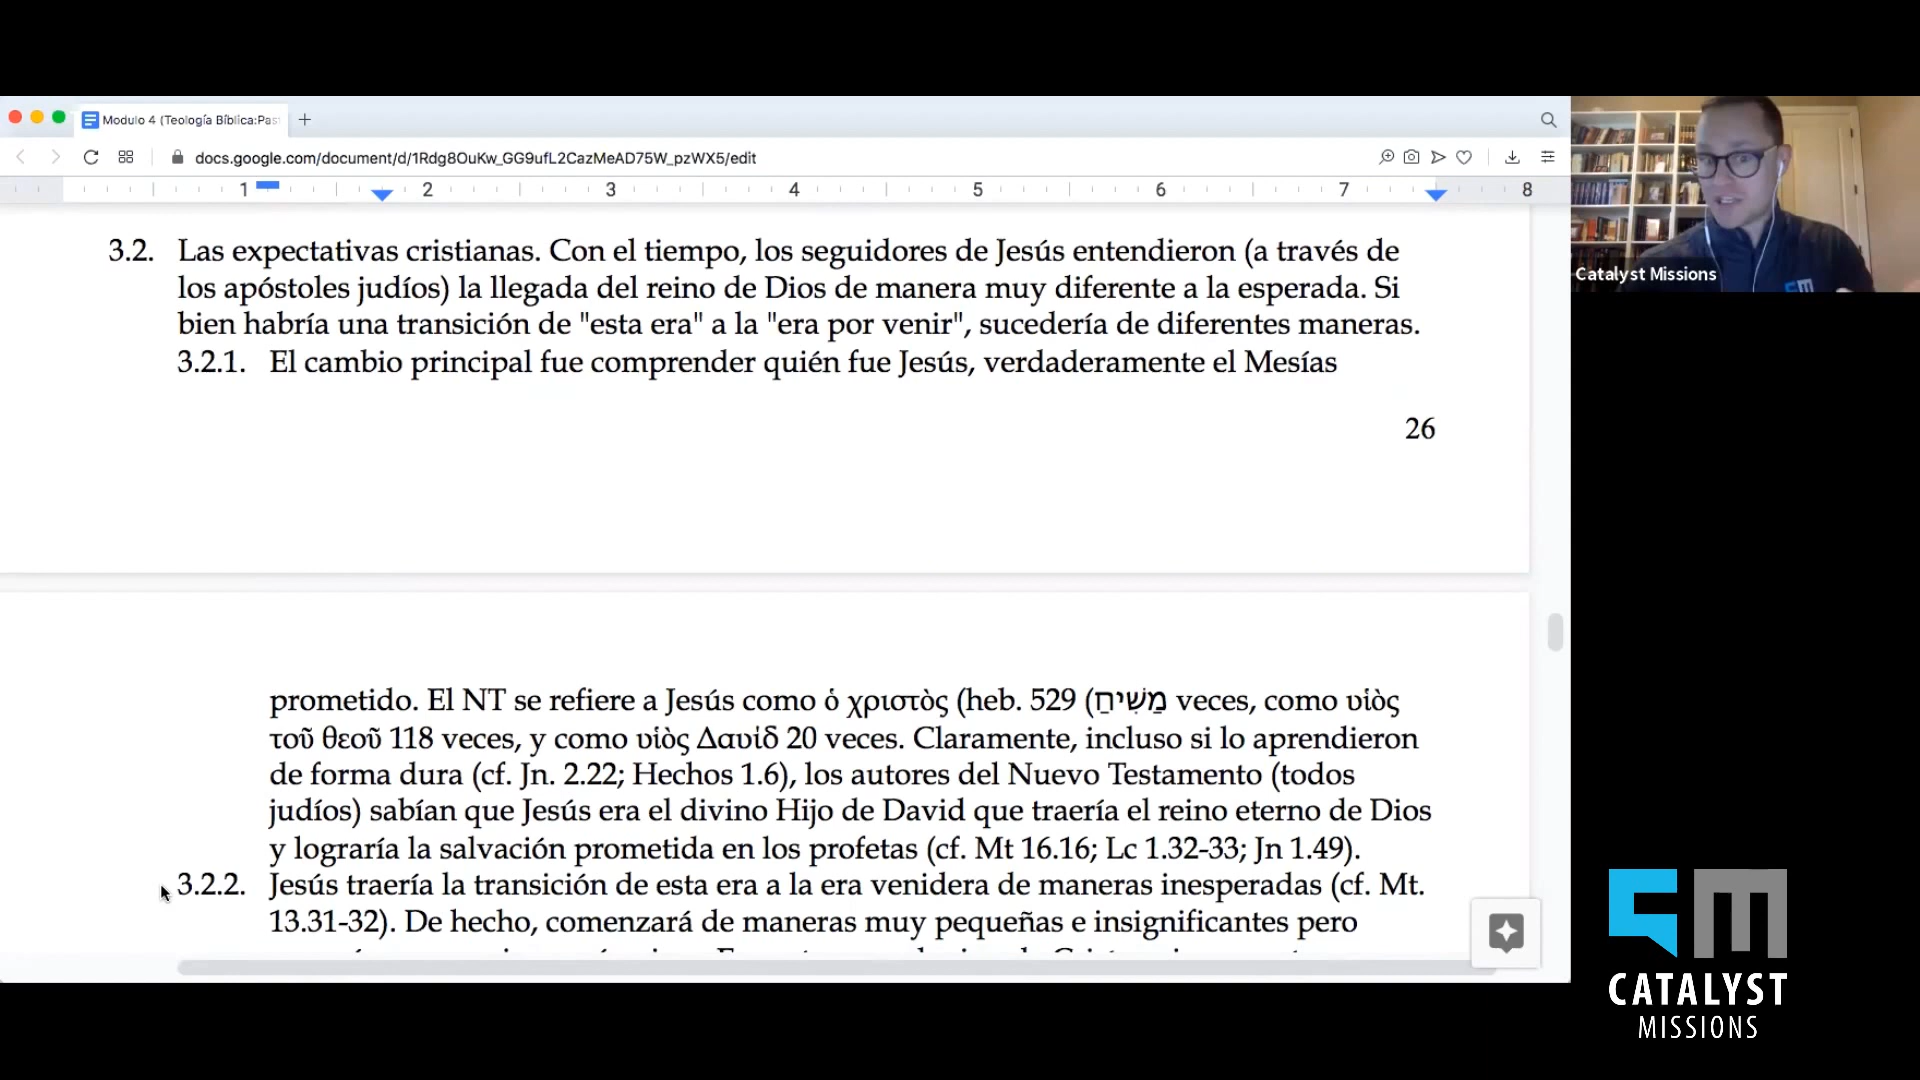 Modulo 4 (Teología Bíblica:Pas
docs.google.com/document/d/1Rdg8OuKw_GG9ufL2CazMeAD75W_pzWX5/edit
1 2 3 4 5 6 7 8
3.2. Las expectativas cristianas. Con el tiempo, los seguidores de Jesús entendieron (a través de
los apóstoles judíos) la llegada del reino de Dios de manera muy diferente a la esperada. Si
bien habría una transición de "esta era" a la "era por venir", sucedería de diferentes maneras.
3.2.1. El cambio principal fue comprender quién fue Jesús, verdaderamente el Mesías
26
prometido. El NT se refiere a Jesús como ὁ χριστὸς (heb. 529 (מַשִׁיחַ veces, como υἱὸς
τοῦ θεοῦ 118 veces, y como υἱὸς Δαυίδ 20 veces. Claramente, incluso si lo aprendieron
de forma dura (cf. Jn. 2.22; Hechos 1.6), los autores del Nuevo Testamento (todos
judíos) sabían que Jesús era el divino Hijo de David que traería el reino eterno de Dios
y lograría la salvación prometida en los profetas (cf. Mt 16.16; Lc 1.32-33; Jn 1.49).
3.2.2. Jesús traería la transición de esta era a la era venidera de maneras inesperadas (cf. Mt.
13.31-32). De hecho, comenzará de maneras muy pequeñas e insignificantes pero
Catalyst Missions
CATALYST
MISSIONS